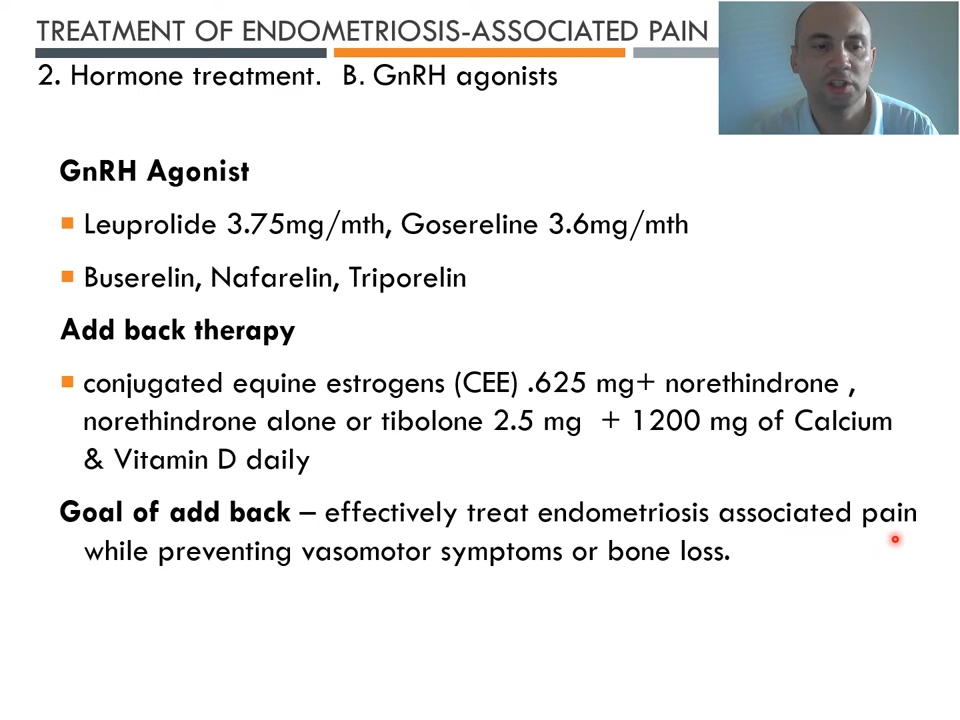 TREATMENT OF ENDOMETRIOSIS-ASSOCIATED PAIN
2. Hormone treatment. B. GnRH agonists
GnRH Agonist
Leuprolide 3.75mg/mth, Gosereline 3.6mg/mth
Buserelin, Nafarelin, Triporelin
Add back therapy
conjugated equine estrogens (CEE) .625 mg+ norethindrone ,
norethindrone alone or tibolone 2.5 mg + 1200 mg of Calcium
& Vitamin D daily
Goal of add back – effectively treat endometriosis associated pain
while preventing vasomotor symptoms or bone loss.